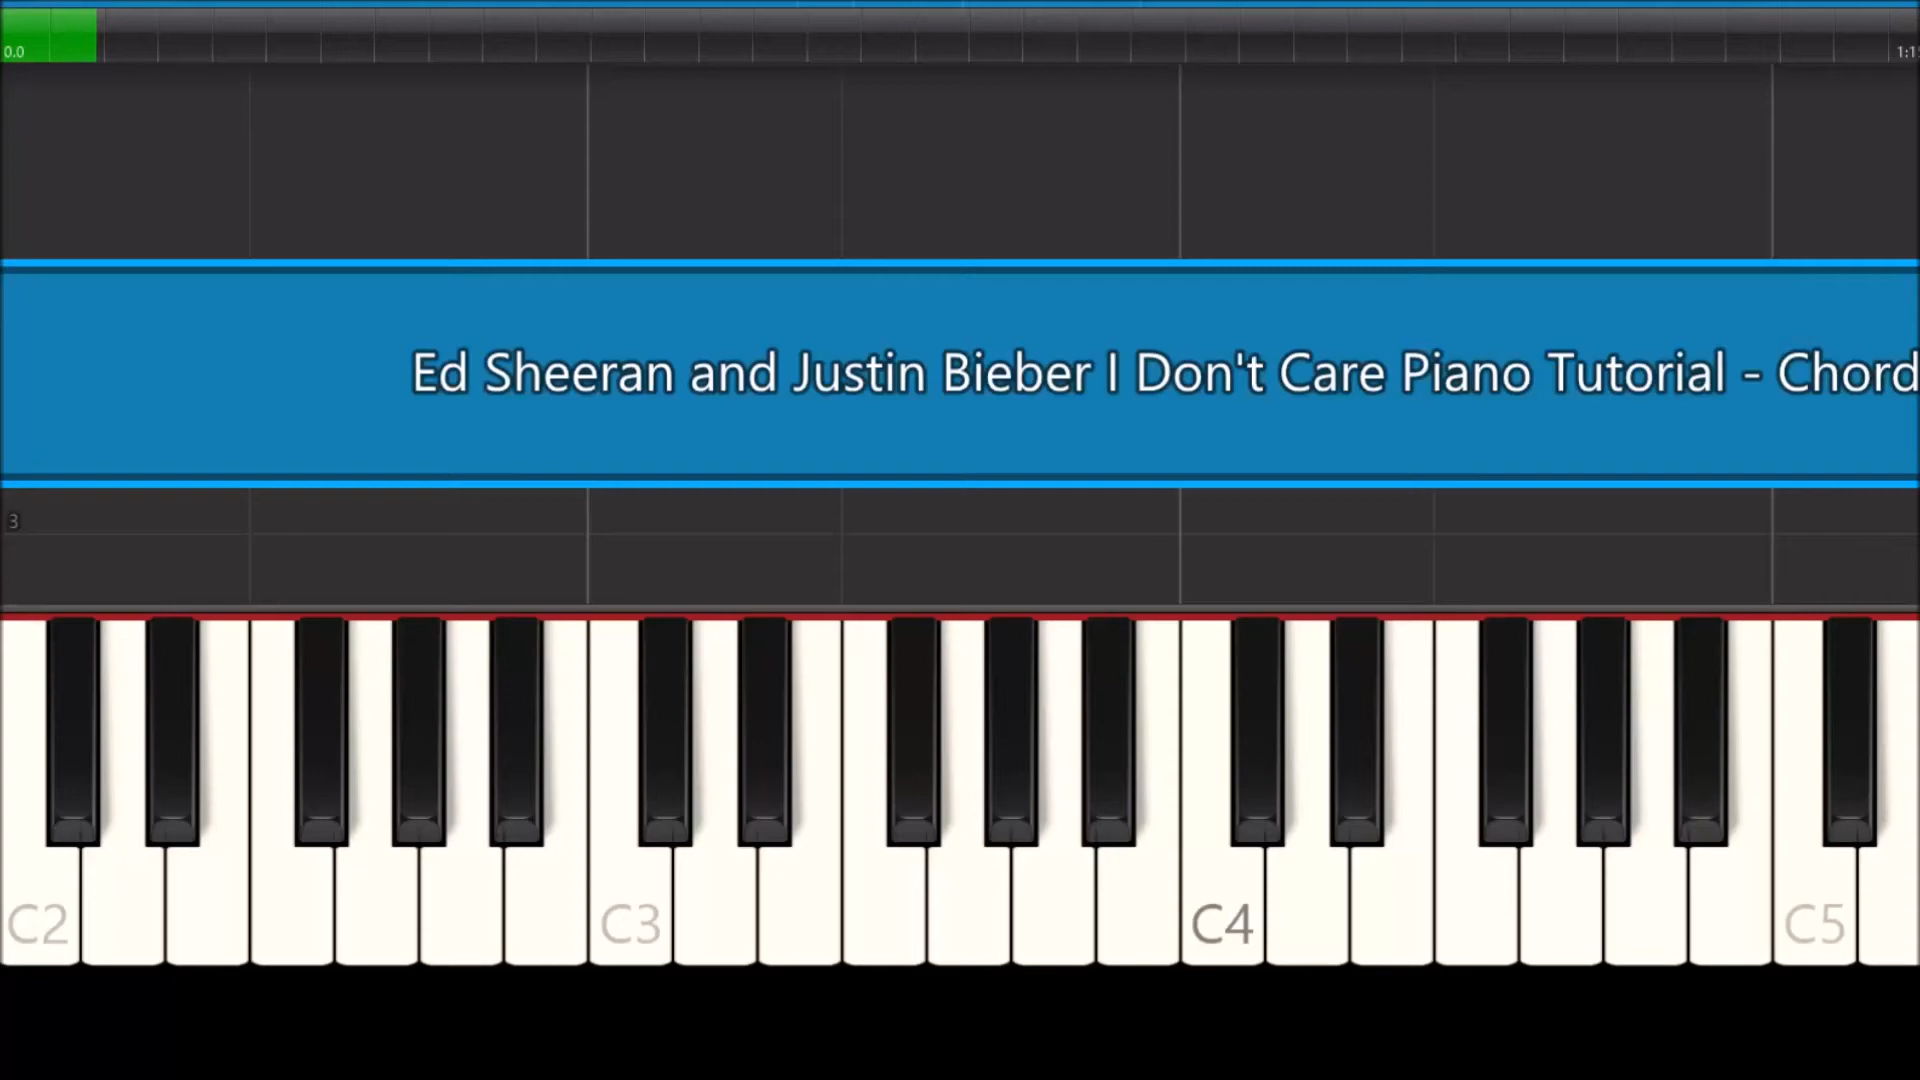 0.0
1:1
Ed Sheeran and Justin Bieber I Don't Care Piano Tutorial - Chord
3
C2 C3 C4 C5